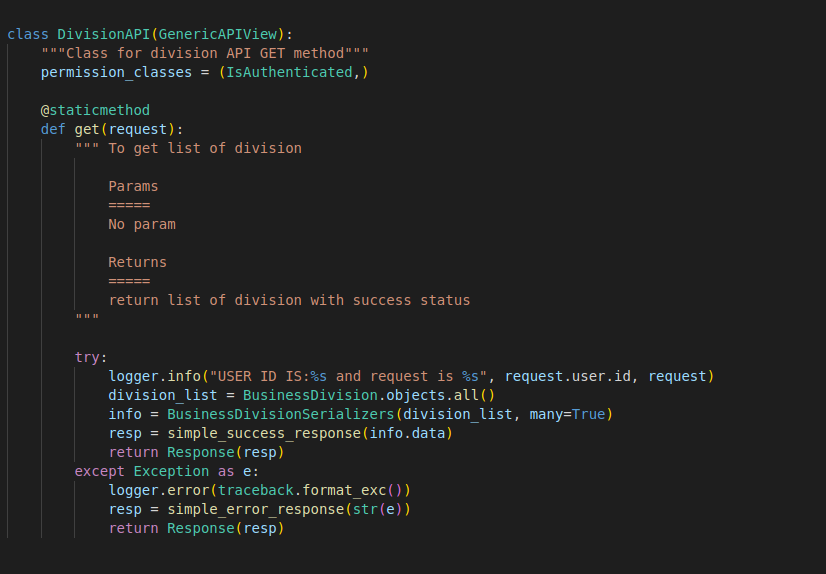 class DivisionAPI(GenericAPIView):
    """Class for division API GET method"""
    permission_classes = (IsAuthenticated,)

    @staticmethod
    def get(request):
        """ To get list of division

            Params
            =====
            No param

            Returns
            =====
            return list of division with success status
        """

        try:
            logger.info("USER ID IS:%s and request is %s", request.user.id, request)
            division_list = BusinessDivision.objects.all()
            info = BusinessDivisionSerializers(division_list, many=True)
            resp = simple_success_response(info.data)
            return Response(resp)
        except Exception as e:
            logger.error(traceback.format_exc())
            resp = simple_error_response(str(e))
            return Response(resp)